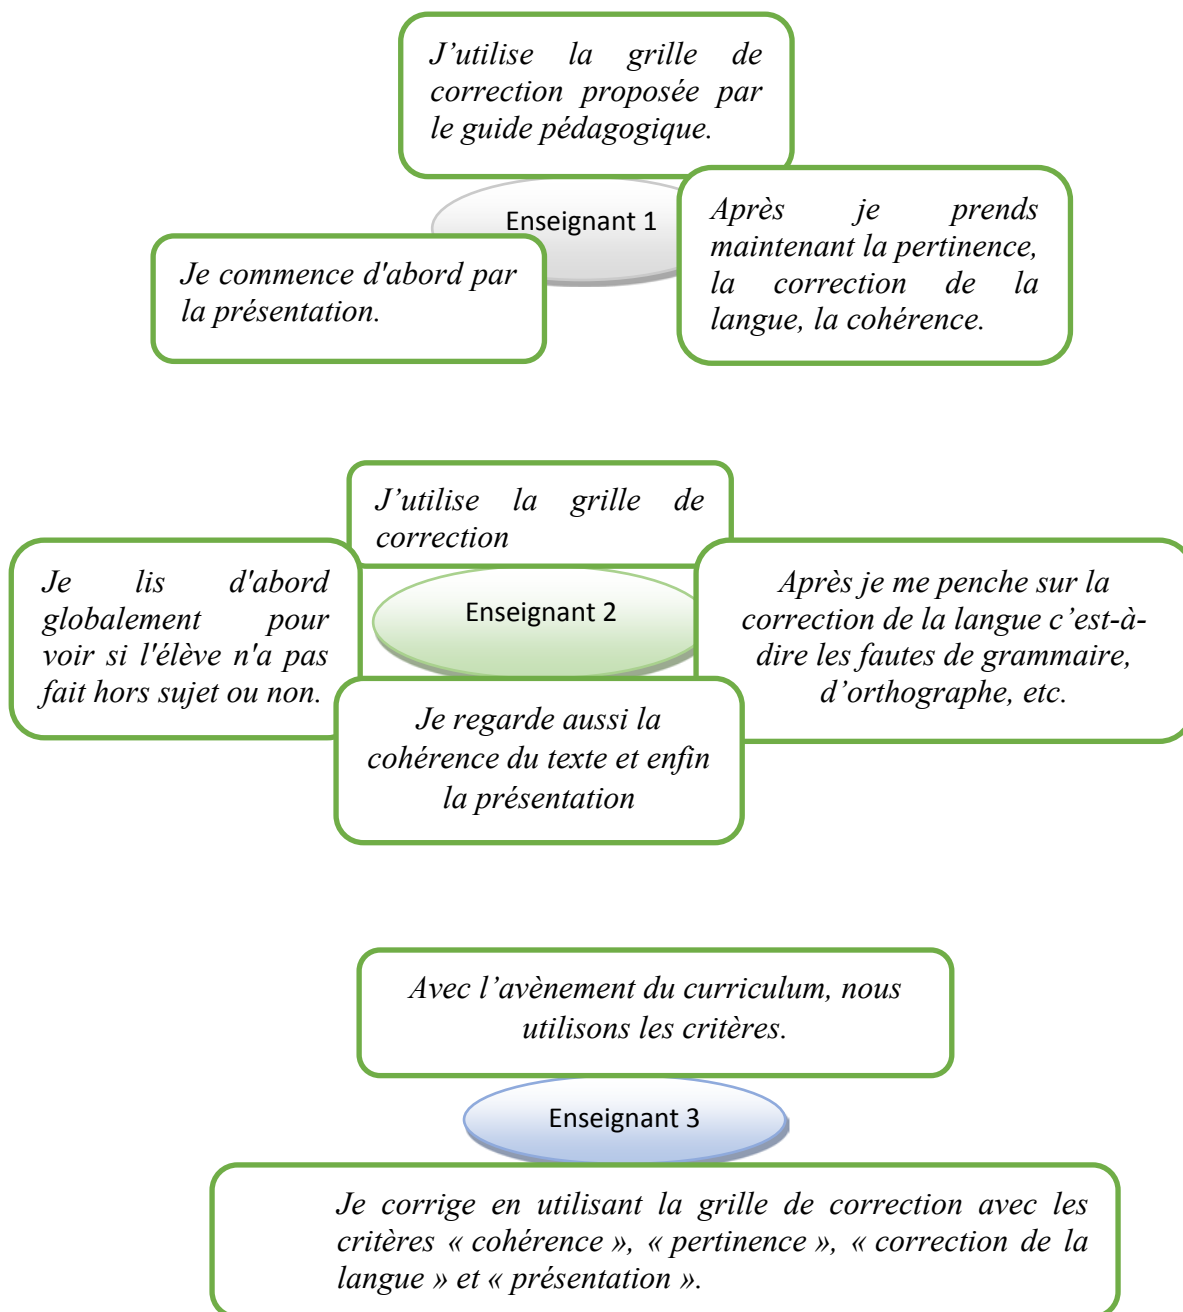 J’utilise la grille de
correction proposée par
le guide pédagogique.
Enseignant 1
Après je prends
maintenant la pertinence,
la correction de la
langue, la cohérence.
Je commence d'abord par
la présentation.
J’utilise la grille de
correction
Je lis d'abord
globalement pour
voir si l'élève n'a pas
fait hors sujet ou non.
Enseignant 2
Après je me penche sur la
correction de la langue c’est-à-
dire les fautes de grammaire,
d’orthographe, etc.
Je regarde aussi la
cohérence du texte et enfin
la présentation
Avec l’avènement du curriculum, nous
utilisons les critères.
Enseignant 3
Je corrige en utilisant la grille de correction avec les
critères « cohérence », « pertinence », « correction de la
langue » et « présentation ».